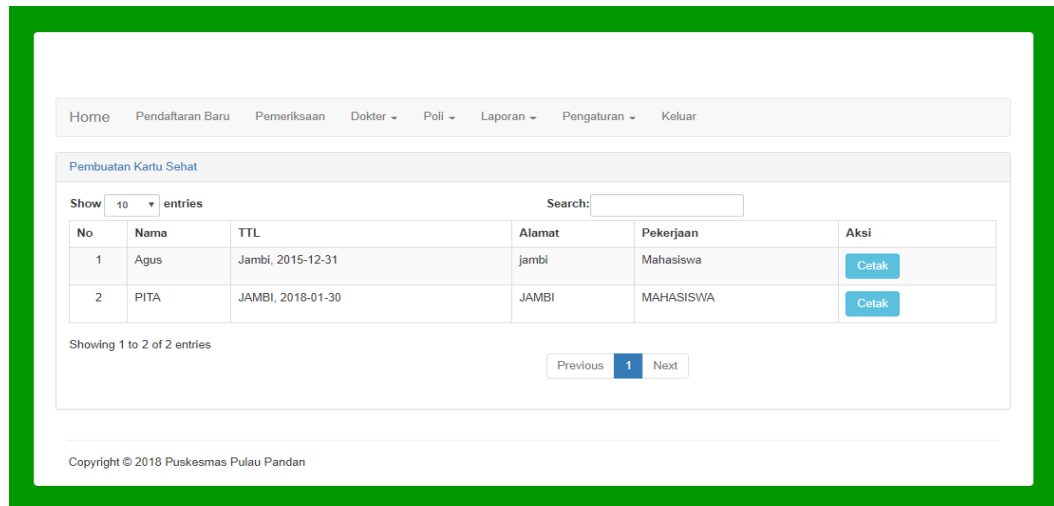 Home Pendaftaran Baru Pemeriksaan Dokter Poli Laporan Pengaturan Keluar
Pembuatan Kartu Sehat
Show 10 entries Search:
No Nama TTL Alamat Pekerjaan Aksi
1 Agus Jambi, 2015-12-31 jambi Mahasiswa Cetak
2 PITA JAMBI, 2018-01-30 JAMBI MAHASISWA Cetak
Showing 1 to 2 of 2 entries
Previous 1 Next
Copyright © 2018 Puskesmas Pulau Pandan